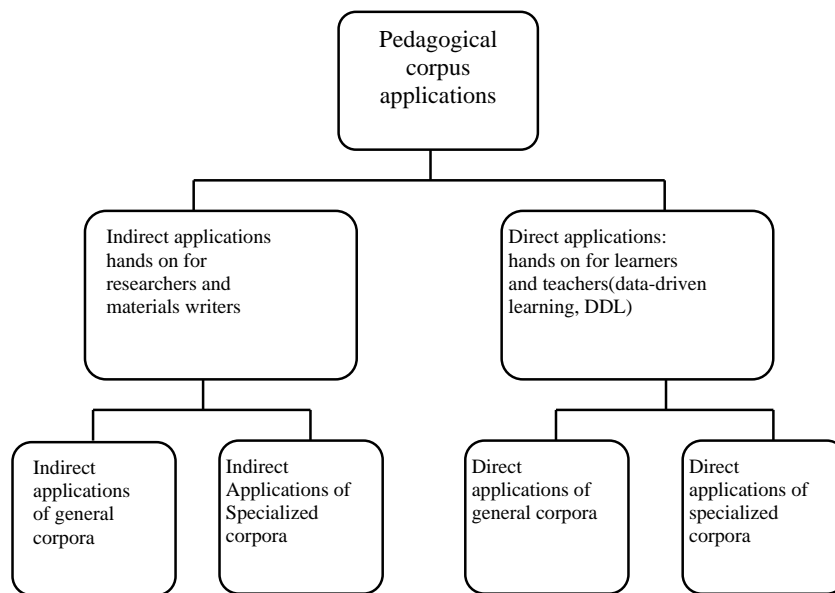 Pedagogical
corpus
applications
Indirect applications
hands on for
researchers and
materials writers
Direct applications:
hands on for learners
and teachers(data-driven
learning, DDL)
Indirect
applications
of general
corpora
Indirect
Applications of
Specialized
corpora
Direct
applications of
general corpora
Direct
applications of
specialized
corpora